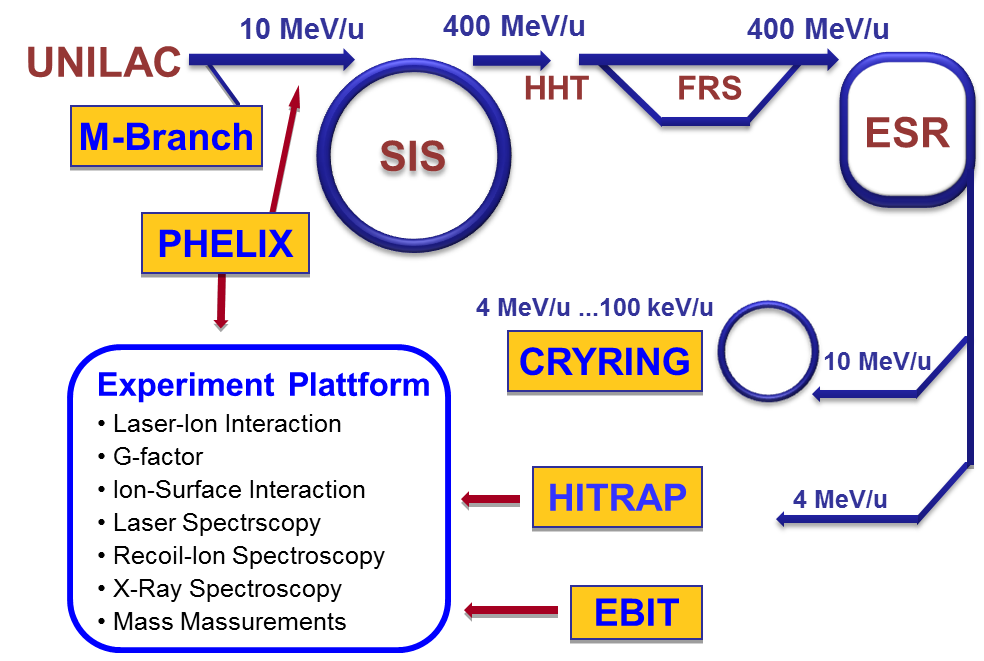 10 MeV/u
400 MeV/u
400 MeV/u
UNILAC
HHT
FRS
M-Branch
SIS
ESR
PHELIX
4 MeV/u ...100 keV/u
CRYRING
10 MeV/u
Experiment Plattform
• Laser-Ion Interaction
• G-factor
• Ion-Surface Interaction
• Laser Spectrscopy
• Recoil-Ion Spectroscopy
• X-Ray Spectroscopy
• Mass Massurements
HITRAP
4 MeV/u
EBIT